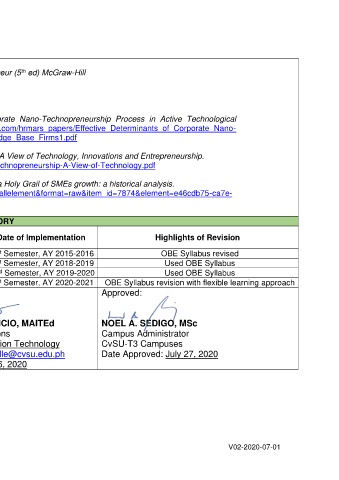 eur (5th ed) McGraw-Hill
rate Nano-Technopreneurship Process in Active Technological
.com/hrmars_papers/Effective_Determinants_of_Corporate_Nano-
dge_Base_Firms1.pdf
A View of Technology, Innovations and Entrepreneurship.
chnopreneurship-A-View-of-Technology.pdf
a Holy Grail of SMEs growth: a historical analysis.
allelement&format=raw&item_id=7874&element=e46cdb75-ca7e-
ORY
Date of Implementation Highlights of Revision
Semester, AY 2015-2016 OBE Syllabus revised
Semester, AY 2018-2019 Used OBE Syllabus
Semester, AY 2019-2020 Used OBE Syllabus
Semester, AY 2020-2021 OBE Syllabus revision with flexible learning approach
Approved:
CIO, MAITEd NOEL A. SEDIGO, MSc
ons Campus Administrator
ion Technology CvSU-T3 Campuses
lle@cvsu.edu.ph Date Approved: July 27, 2020
, 2020
V02-2020-07-01